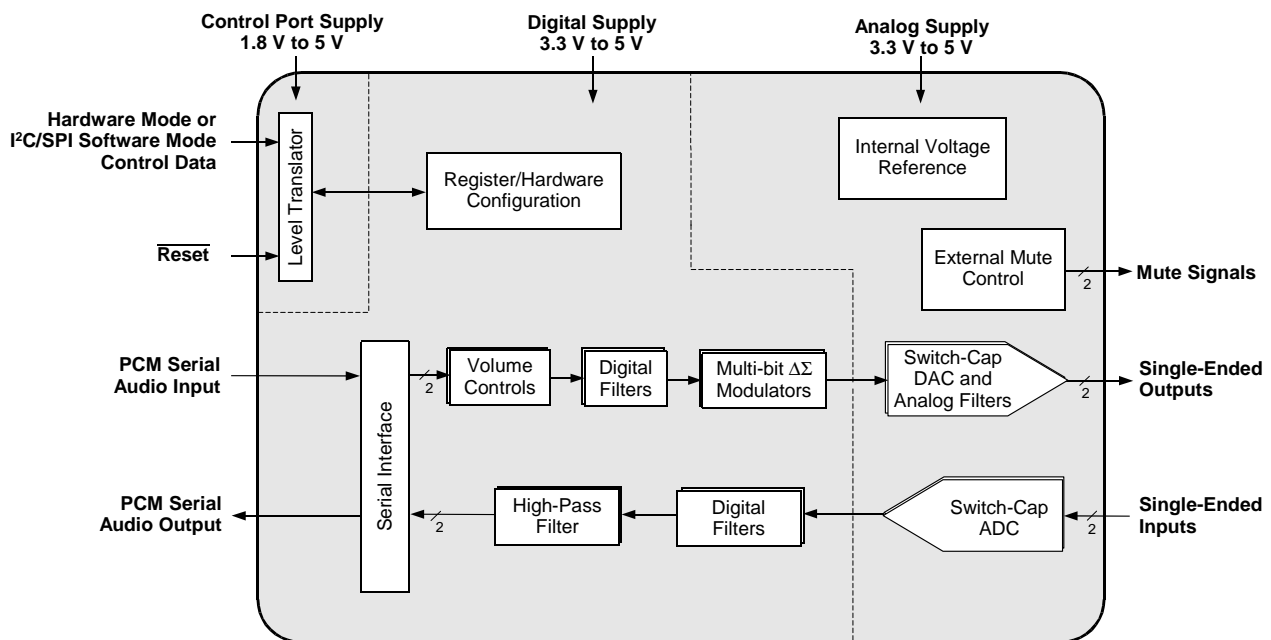 Control Port Supply
1.8 V to 5 V
Digital Supply
3.3 V to 5 V
Analog Supply
3.3 V to 5 V
Hardware Mode or
I²C/SPI Software Mode
Control Data
Reset
Level Translator
Register/Hardware
Configuration
Internal Voltage
Reference
External Mute
Control
2
Mute Signals
PCM Serial
Audio Input
Serial Interface
2
Volume
Controls
Digital
Filters
Multi-bit ΔΣ
Modulators
Switch-Cap
DAC and
Analog Filters
2
Single-Ended
Outputs
PCM Serial
Audio Output
2
High-Pass
Filter
Digital
Filters
Switch-Cap
ADC
2
Single-Ended
Inputs